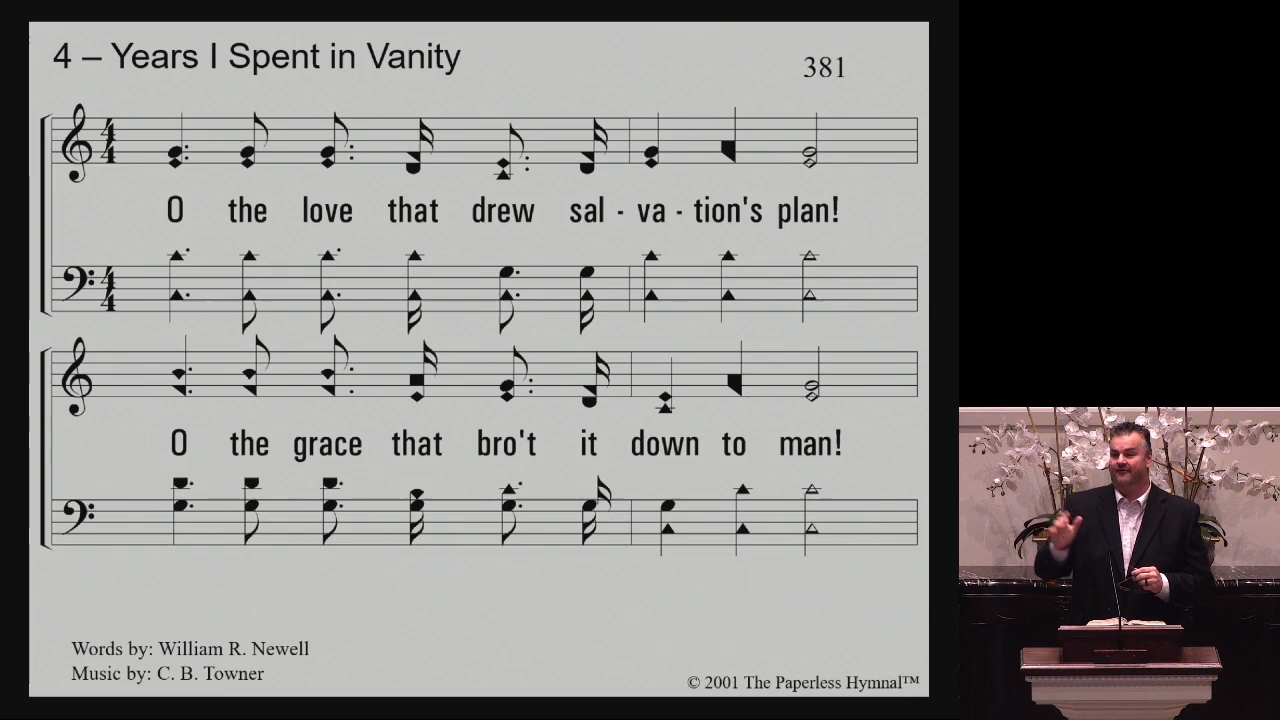 4 – Years I Spent in Vanity
381
O the love that drew sal - va - tion's plan!
O the grace that bro't it down to man!
Words by: William R. Newell
Music by: C. B. Towner
© 2001 The Paperless Hymnal™